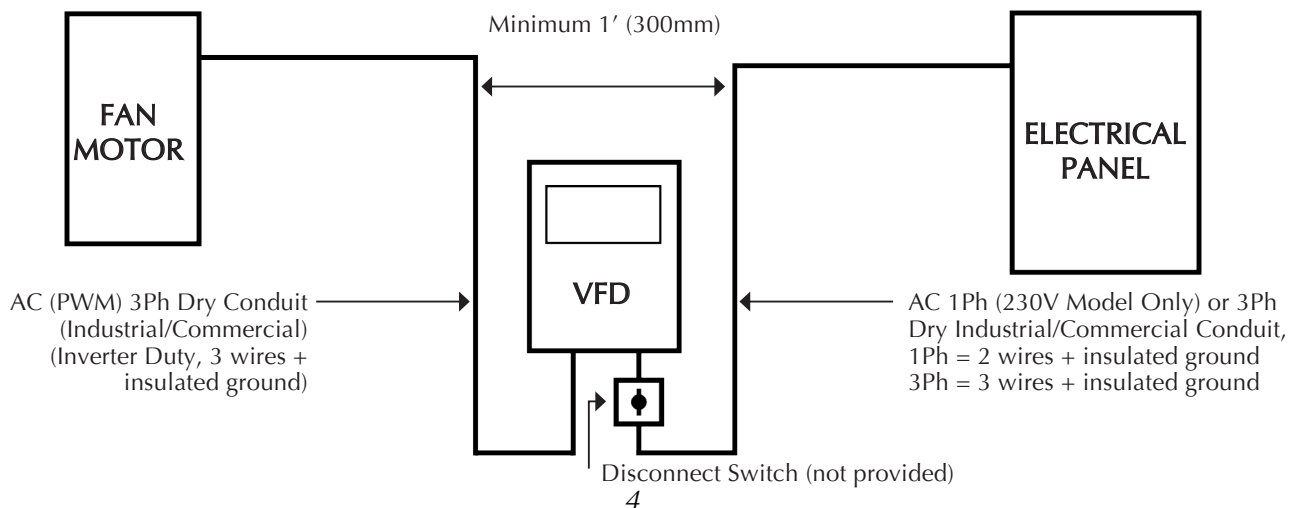 Minimum 1′ (300mm)
FAN
MOTOR
ELECTRICAL
PANEL
VFD
AC (PWM) 3Ph Dry Conduit
(Industrial/Commercial)
(Inverter Duty, 3 wires +
insulated ground)
AC 1Ph (230V Model Only) or 3Ph
Dry Industrial/Commercial Conduit,
1Ph = 2 wires + insulated ground
3Ph = 3 wires + insulated ground
Disconnect Switch (not provided)
4